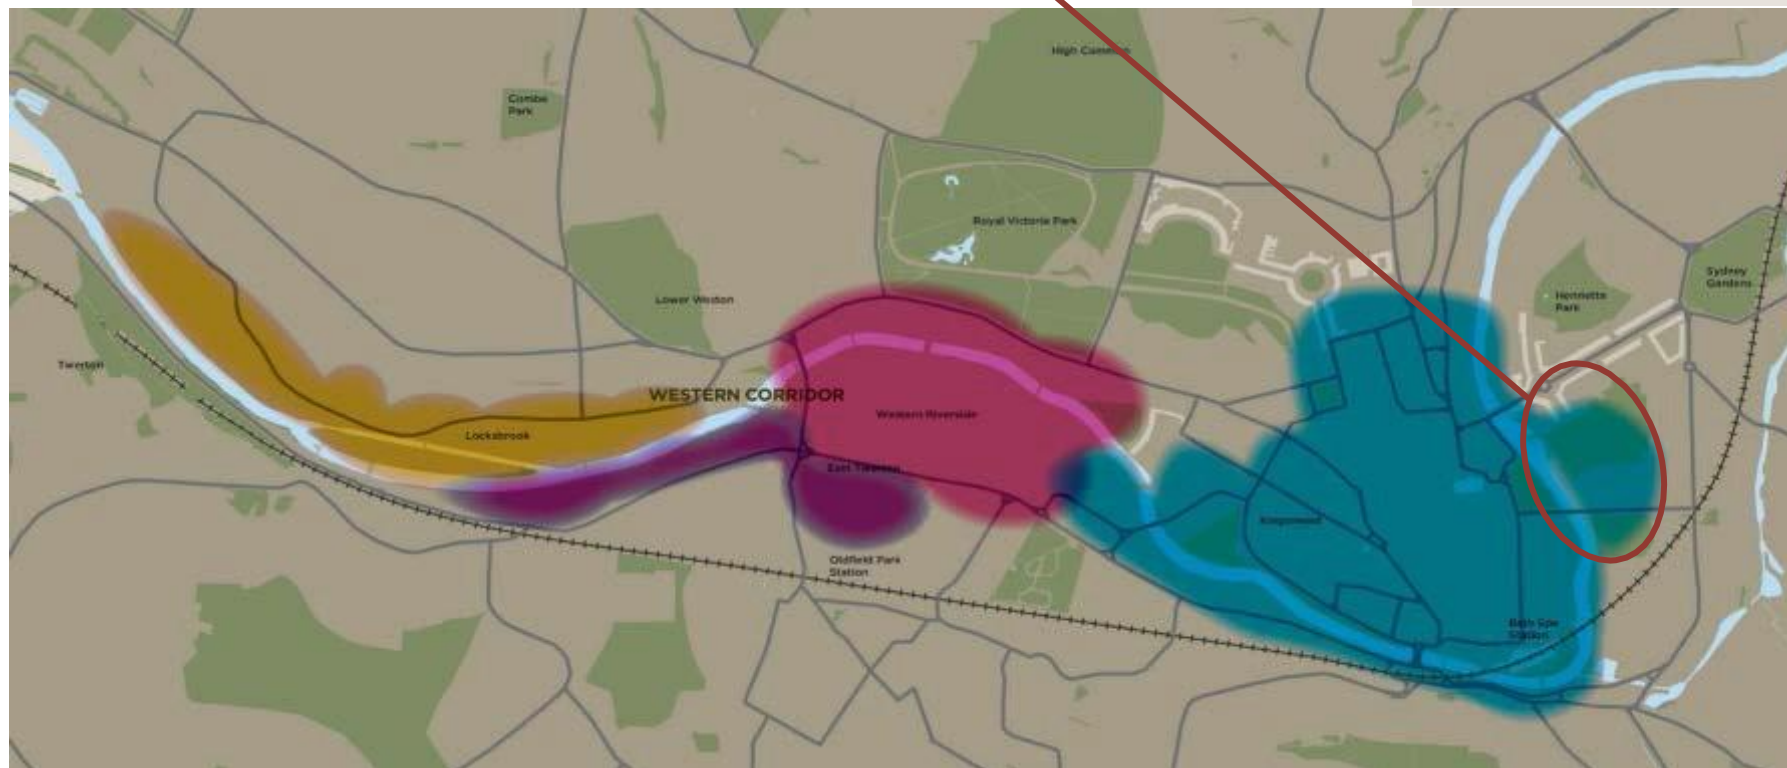 High Common
Combe
Park
Royal Victoria Park
Sydney
Gardens
Henrietta
Park
Lower Weston
Twerton
WESTERN CORRIDOR
Western Riverside
Locksbrook
East Twerton
Kingsmead
Oldfield Park
Station
Bath Spa
Station